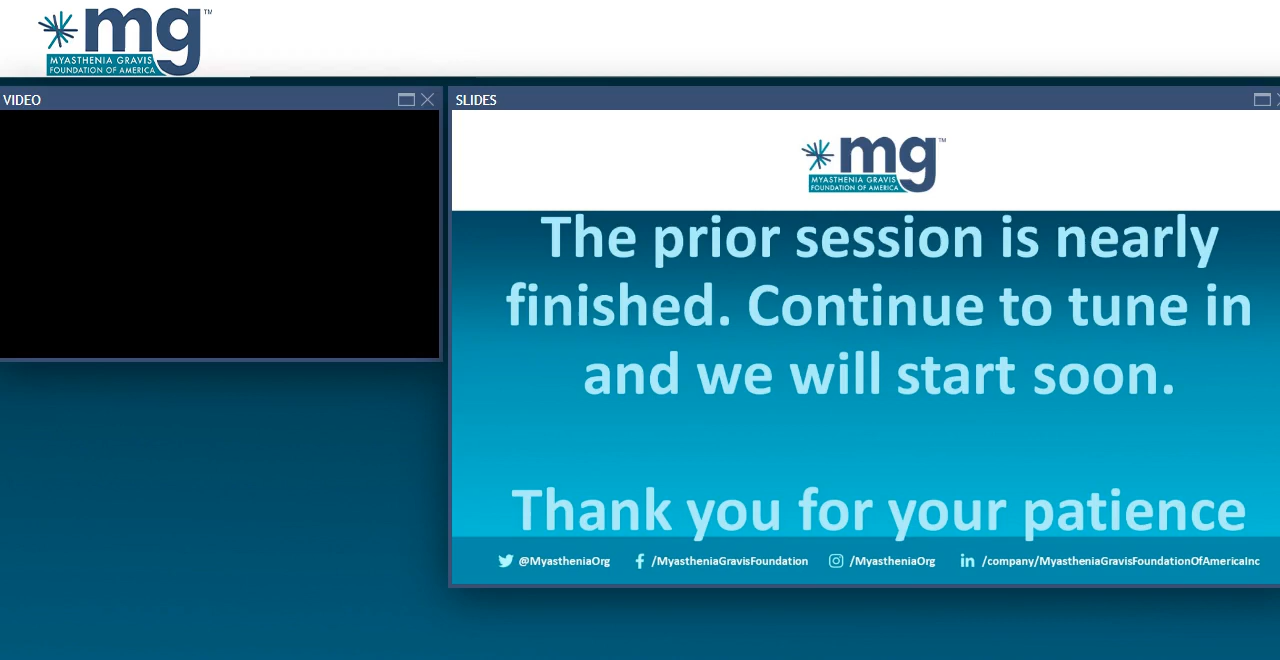 mg™
MYASTHENIA GRAVIS
FOUNDATION OF AMERICA
VIDEO
SLIDES
mg™
MYASTHENIA GRAVIS
FOUNDATION OF AMERICA
The prior session is nearly
finished. Continue to tune in
and we will start soon.
Thank you for your patience
@MyastheniaOrg /MyastheniaGravisFoundation /MyastheniaOrg /company/MyastheniaGravisFoundationOfAmericaInc